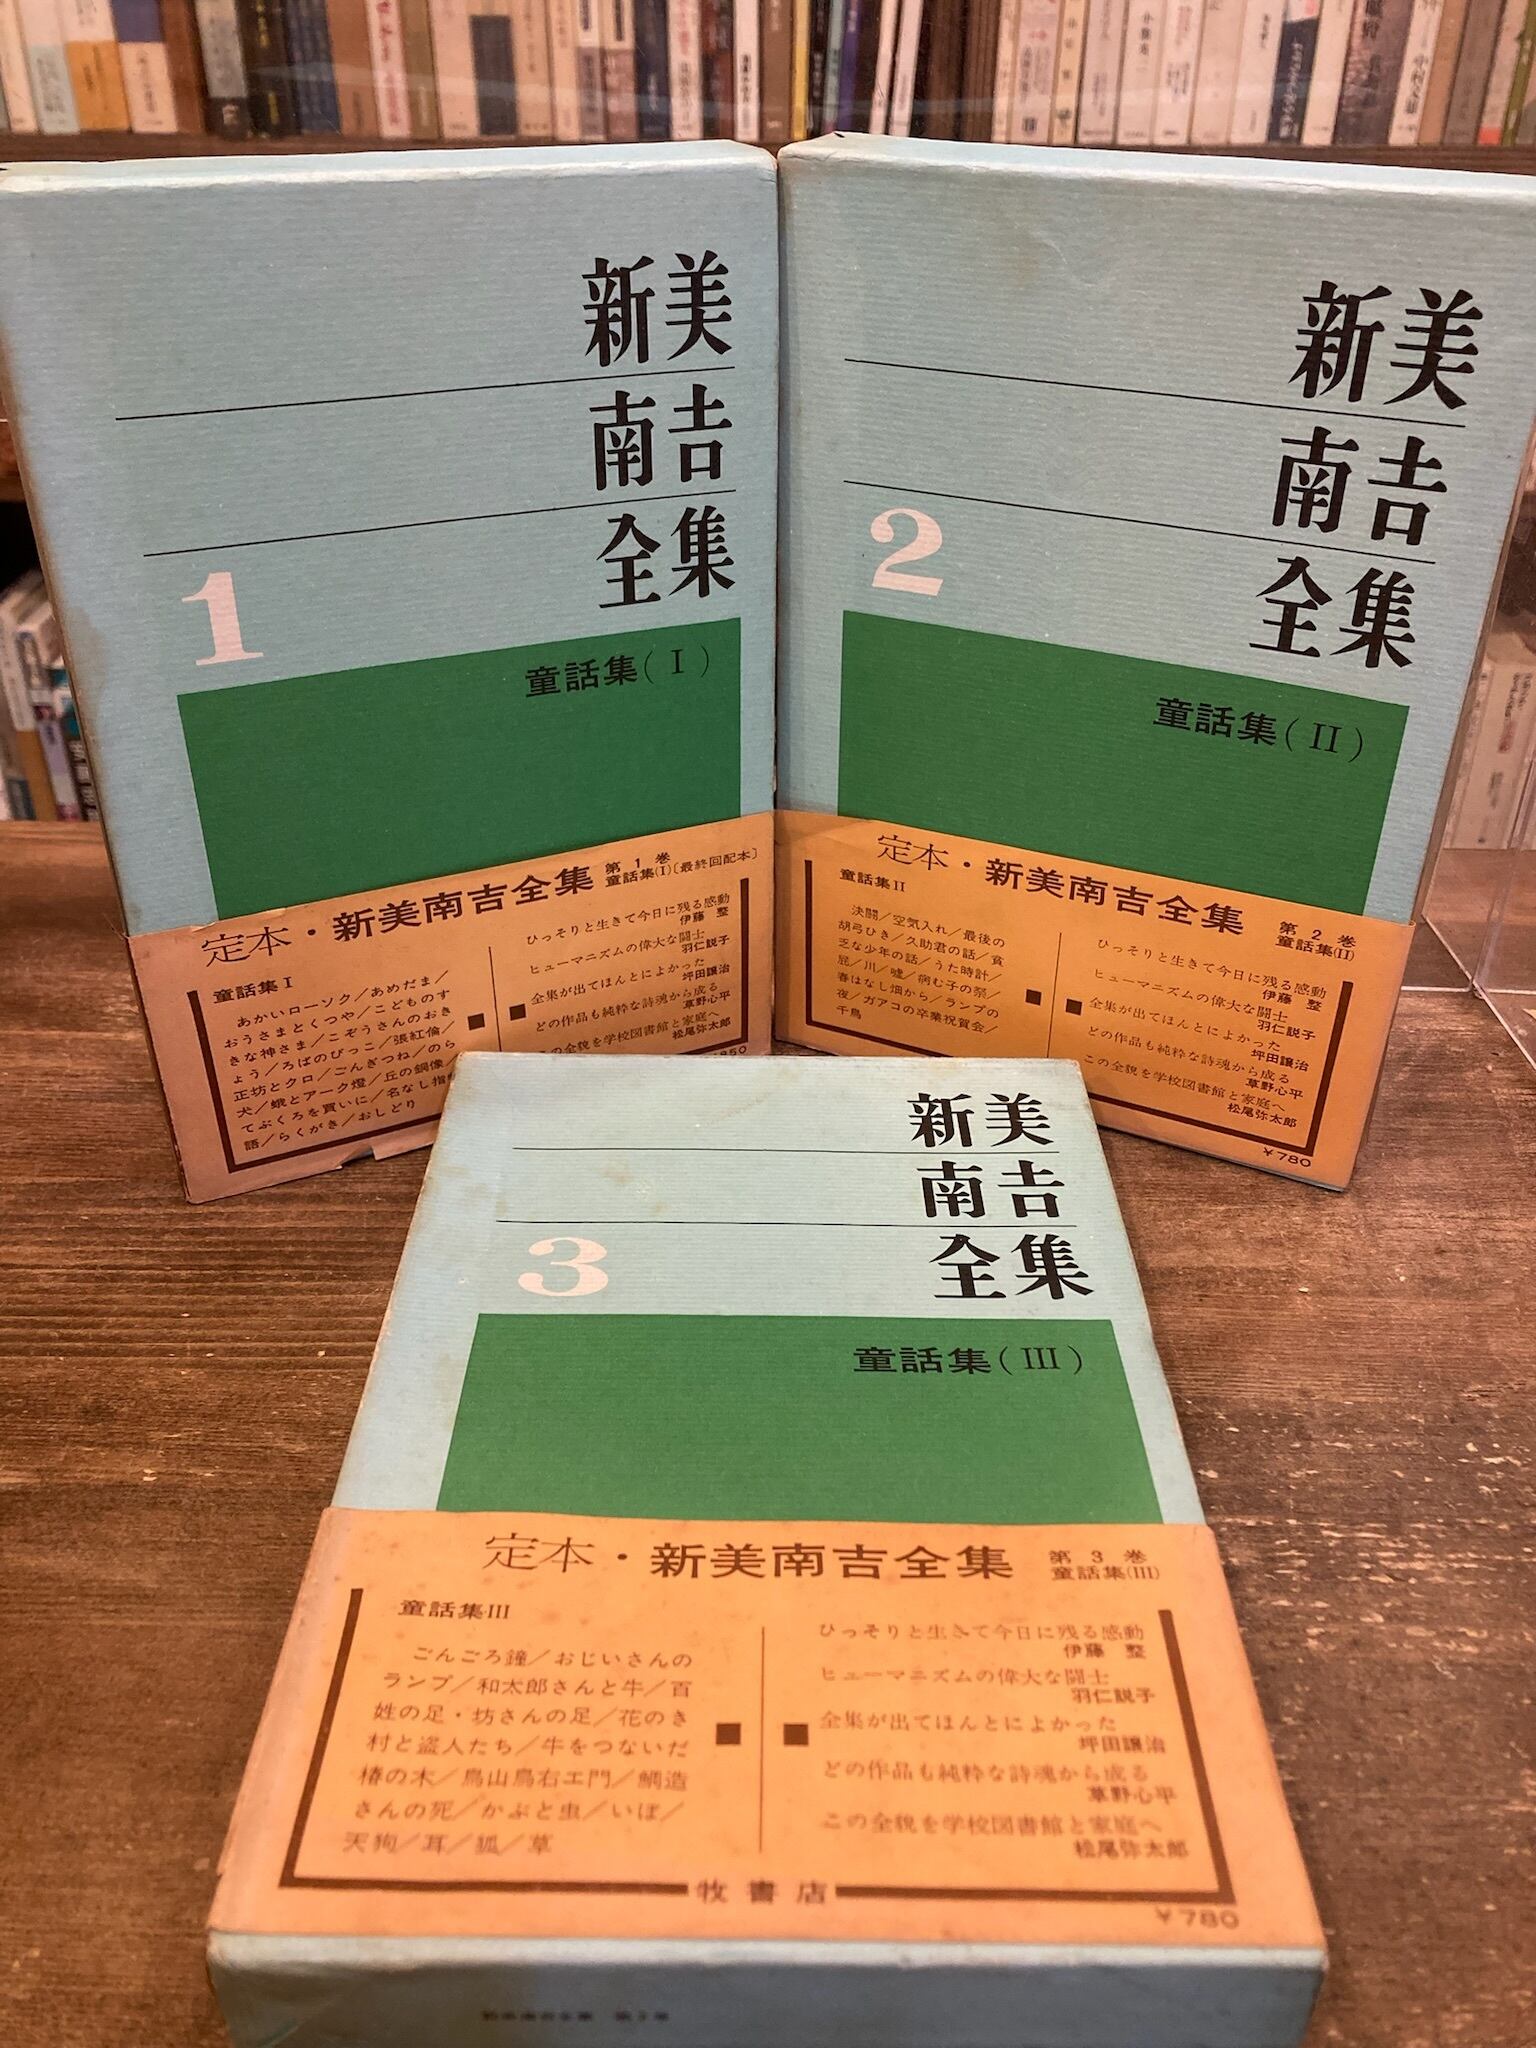 新美
南吉
全集
1
童話集(I)
定本・新美南吉全集
第1巻
童話集(I)〔最終回配本〕
童話集 I
あかいローソク/あめだま/
おうさまとくつや/こどものす
きな神さま/こぞうさんのおき
ょう/ろばのびっこ/張紅倫/
正坊とクロ/ごんぎつね/のら
犬/蛾とアーク燈/丘の銅像
てぶくろを買いに/名なし指
語/らくがき/おしどり
ひっそりと生きて今日に残る感動
伊藤 整
ヒューマニズムの偉大な闘士
羽仁説子
全集が出てほんとによかった
坪田譲治
どの作品も純粋な詩魂から成る
草野心平
の全貌を学校図書館と家庭へ
松尾弥太郎
新美
南吉
全集
2
童話集(II)
定本・新美南吉全集
第2巻
童話集(II)
童話集 II
決闘/空気入れ/最後の
胡弓ひき/久助君の話/貧
乏な少年の話/うた時計/
屁/川/嘘/病む子の祭/
春はなし畑から/ランプの
夜/ガアコの卒業祝賀会/
千鳥
ひっそりと生きて今日に残る感動
伊藤 整
ヒューマニズムの偉大な闘士
羽仁説子
全集が出てほんとによかった
坪田譲治
どの作品も純粋な詩魂から成る
草野心平
この全貌を学校図書館と家庭へ
松尾弥太郎
¥780
新美
南吉
全集
3
童話集(III)
定本・新美南吉全集
第3巻
童話集(III)
童話集 III
ごんごろ鐘/おじいさんの
ランプ/和太郎さんと牛/百
姓の足・坊さんの足/花のき
村と盗人たち/牛をつないだ
椿の木/鳥山鳥右エ門/鯛造
さんの死/かぶと虫/いぼ/
天狗/耳/狐/草
ひっそりと生きて今日に残る感動
伊藤 整
ヒューマニズムの偉大な闘士
羽仁説子
全集が出てほんとによかった
坪田譲治
どの作品も純粋な詩魂から成る
草野心平
この全貌を学校図書館と家庭へ
松尾弥太郎
牧書店
¥780